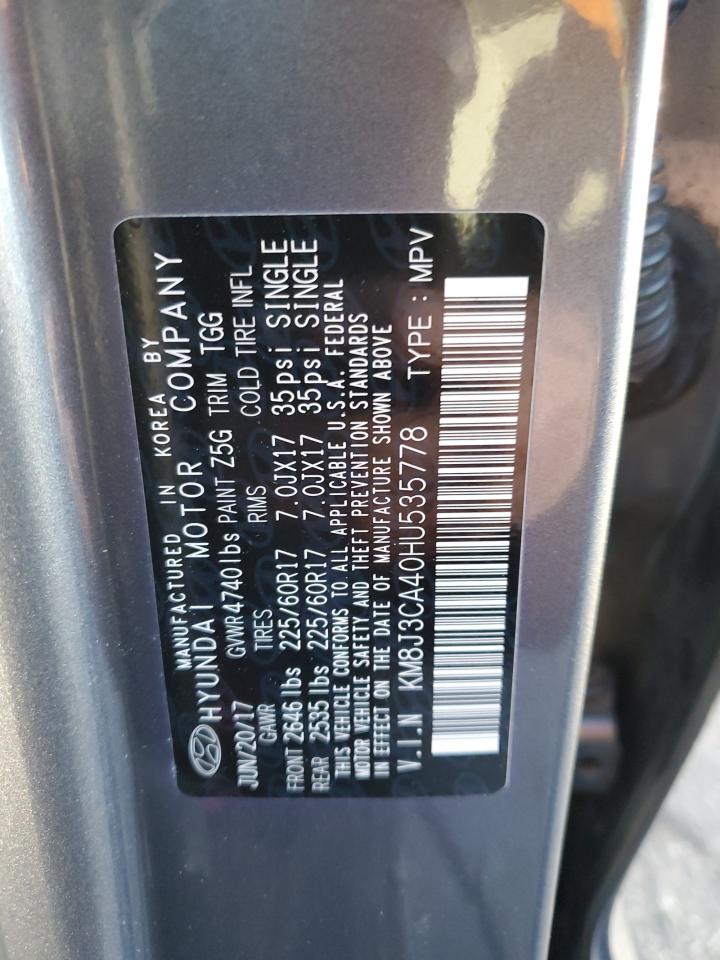 MANUFACTURED IN KOREA BY
HYUNDAI MOTOR COMPANY
JUN/20/17 GVWR4740lbs PAINT Z5G TRIM TGG
GAWR TIRES RIMS COLD TIRE INFL
FRONT 2646lbs 225/60R17 7.0JX17 35psi SINGLE
REAR 2535lbs 225/60R17 7.0JX17 35psi SINGLE
THIS VEHICLE CONFORMS TO ALL APPLICABLE U.S.A. FEDERAL
MOTOR VEHICLE SAFETY AND THEFT PREVENTION STANDARDS
IN EFFECT ON THE DATE OF MANUFACTURE SHOWN ABOVE
V.I.N KM8J3CA40HU535778 TYPE : MPV